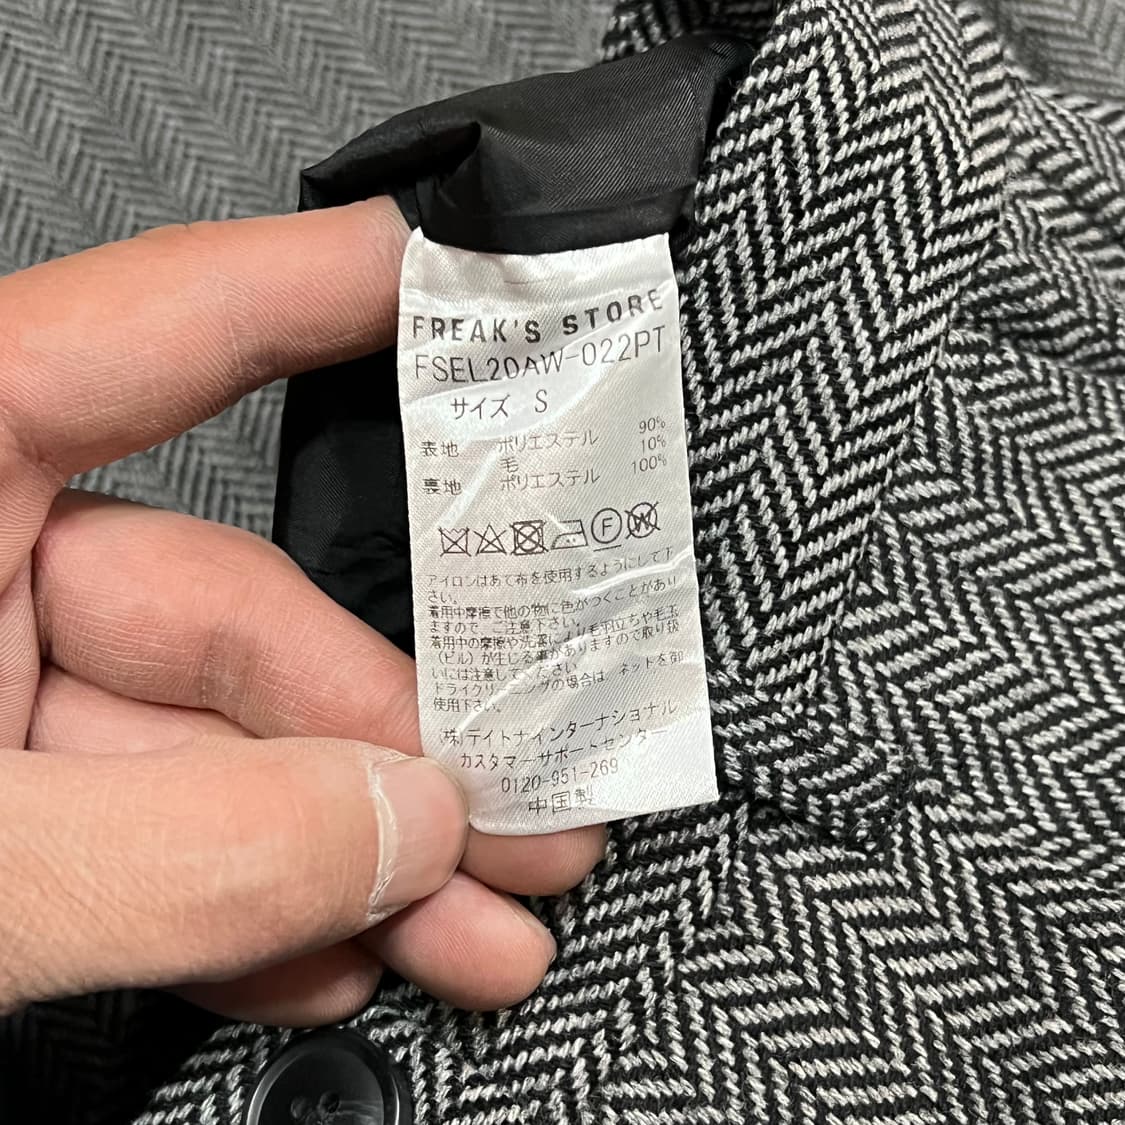 FREAK'S STORE
FSEL20AW-022PT
サイズ S
表地 ポリエステル 90%
毛 10%
裏地 ポリエステル 100%
F W
アイロンはあて布を使用するようにして下
さい。
着用中摩擦で他の物に色がつくことがあり
ますので ご注意下さい。
着用中の摩擦や洗濯により毛羽立ちや毛玉
（ピル）が生じる事がありますので取り扱
いには注意してください
ドライクリーニングの場合は ネットを御
使用下さい。
(株)デイトナインターナショナル
カスタマーサポートセンター
0120-951-269
中国製